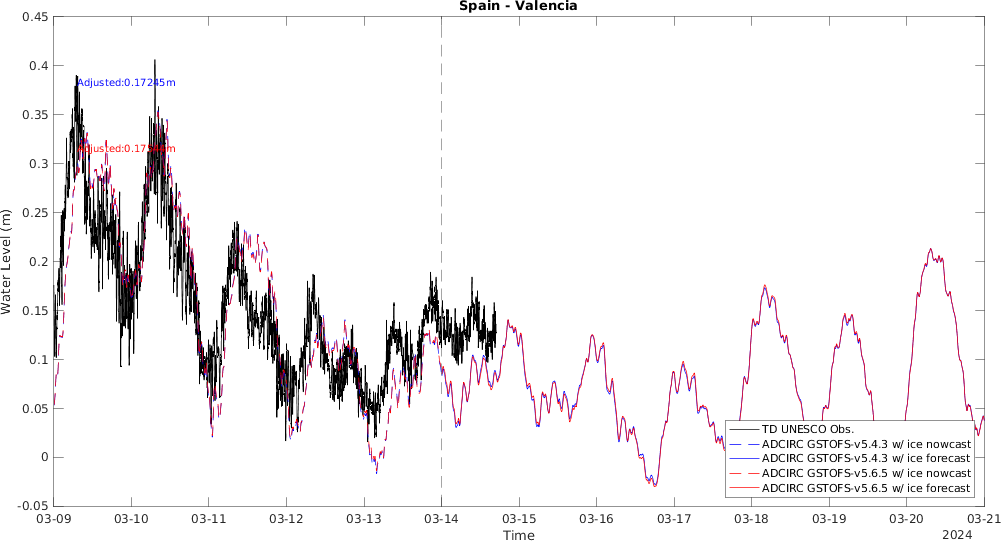 Spain - Valencia
0.45
0.4
0.35
0.3
0.25
0.2
0.15
0.1
0.05
0
-0.05
Water Level (m)
Adjusted:0.17245m
03-09
03-10
03-11
03-12
03-13
03-14
03-15
03-16
03-17
03-18
03-19
03-20
03-21
Time
2024
TD UNESCO Obs.
ADCIRC GSTOFS-v5.4.3 w/ ice nowcast
ADCIRC GSTOFS-v5.4.3 w/ ice forecast
ADCIRC GSTOFS-v5.6.5 w/ ice nowcast
ADCIRC GSTOFS-v5.6.5 w/ ice forecast